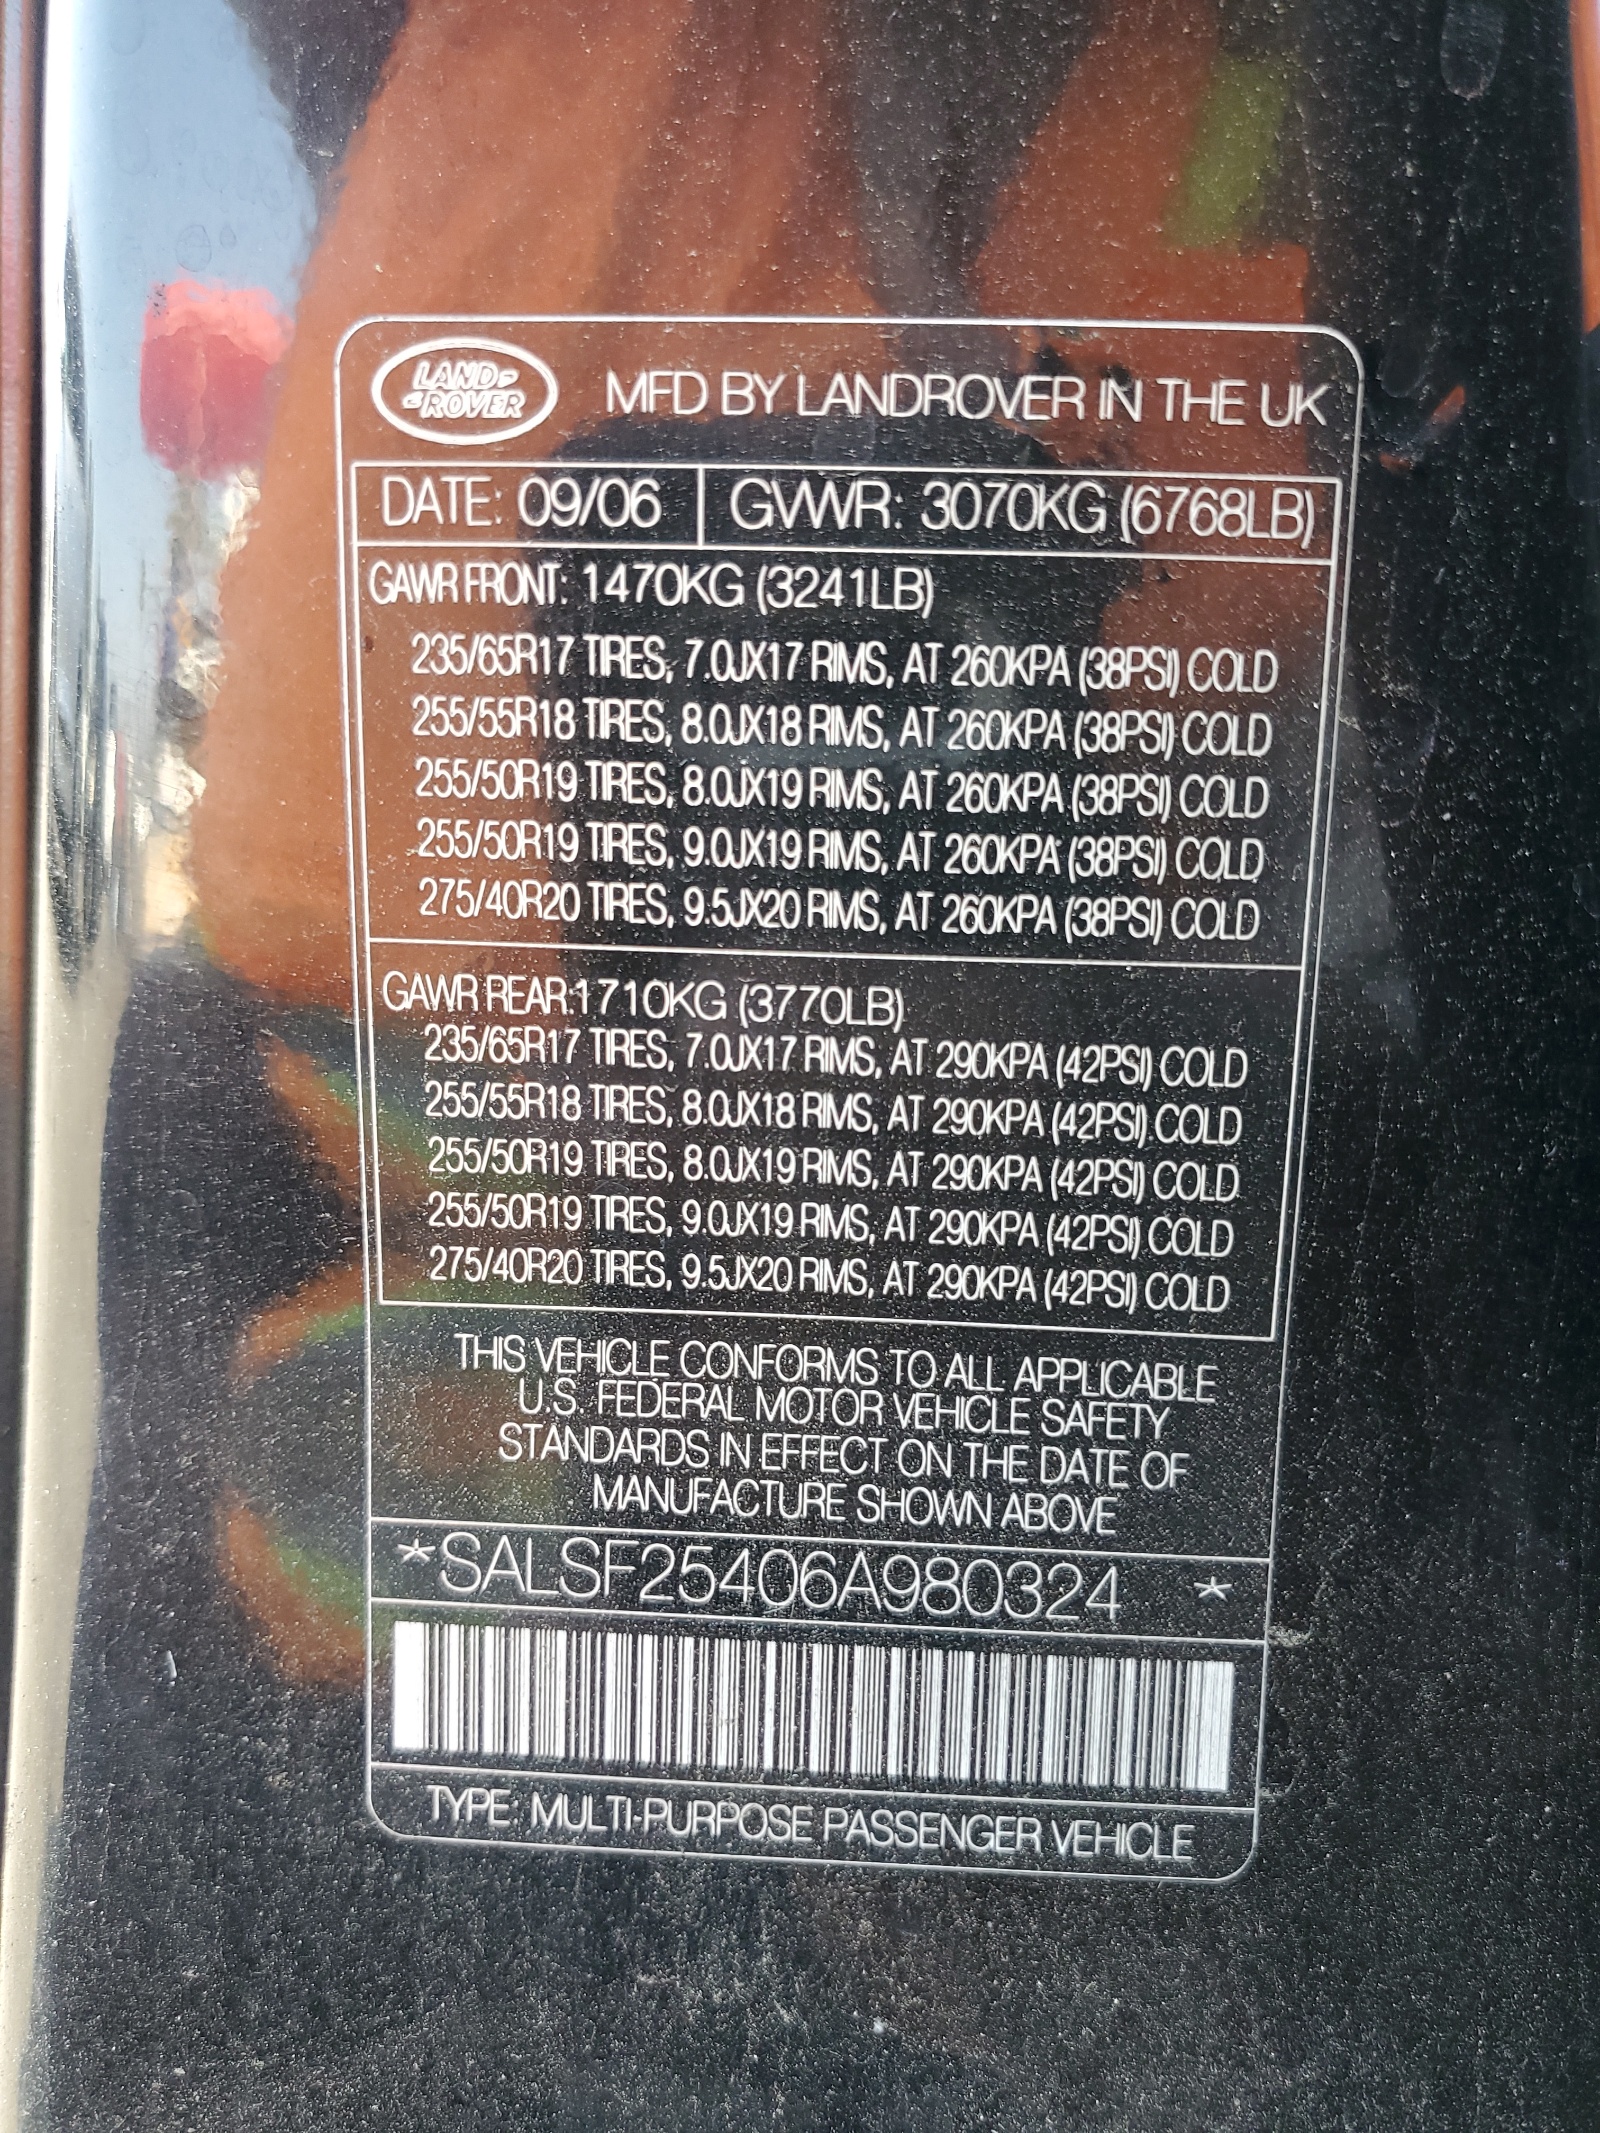 LAND
ROVER
MFD BY LANDROVER IN THE UK
DATE: 09/06 GVWR: 3070KG (6768LB)
GAWR FRONT: 1470KG (3241LB)
235/65R17 TIRES, 7.0JX17 RIMS, AT 260KPA (38PSI) COLD
255/55R18 TIRES, 8.0JX18 RIMS, AT 260KPA (38PSI) COLD
255/50R19 TIRES, 8.0JX19 RIMS, AT 260KPA (38PSI) COLD
255/50R19 TIRES, 9.0JX19 RIMS, AT 260KPA (38PSI) COLD
275/40R20 TIRES, 9.5JX20 RIMS, AT 260KPA (38PSI) COLD
GAWR REAR:1710KG (3770LB)
235/65R17 TIRES, 7.0JX17 RIMS, AT 290KPA (42PSI) COLD
255/55R18 TIRES, 8.0JX18 RIMS, AT 290KPA (42PSI) COLD
255/50R19 TIRES, 8.0JX19 RIMS, AT 290KPA (42PSI) COLD
255/50R19 TIRES, 9.0JX19 RIMS, AT 290KPA (42PSI) COLD
275/40R20 TIRES, 9.5JX20 RIMS, AT 290KPA (42PSI) COLD
THIS VEHICLE CONFORMS TO ALL APPLICABLE
U.S. FEDERAL MOTOR VEHICLE SAFETY
STANDARDS IN EFFECT ON THE DATE OF
MANUFACTURE SHOWN ABOVE
*SALSF25406A980324 *
TYPE: MULTI-PURPOSE PASSENGER VEHICLE